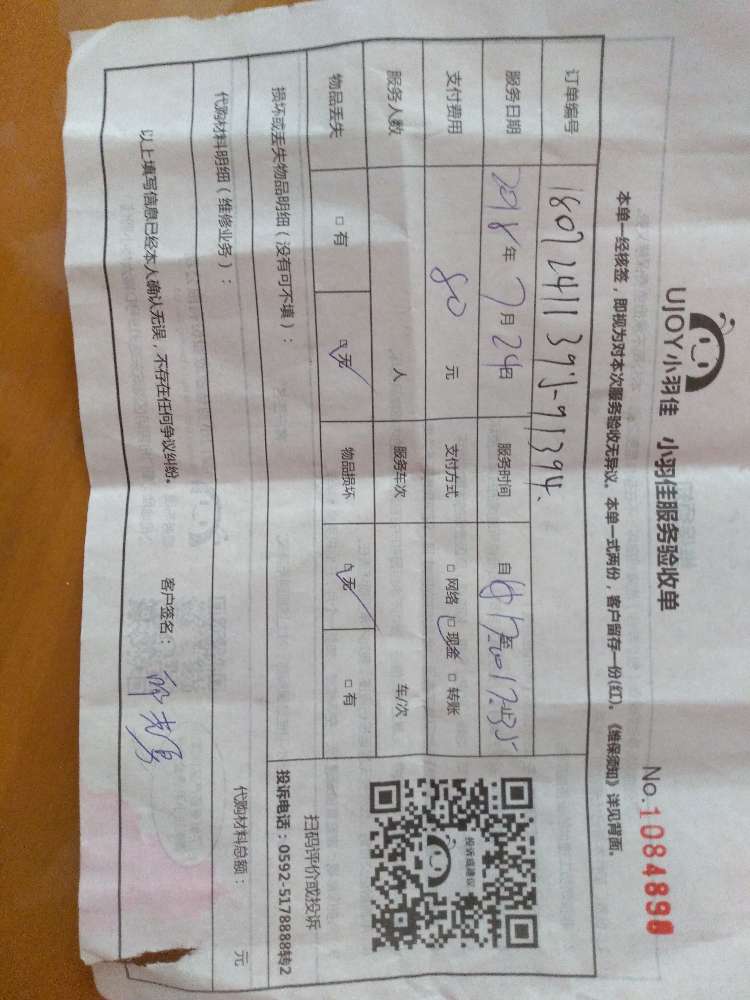 UJOY小羽佳 小羽佳服务验收单 No.1084898
本单一经核签，即视为对本次服务验收无异议。本单一式两份，客户留存一份(红)。《维保须知》详见背面。
订单编号
服务日期 2018年7月24日 服务时间 自 至 止
支付费用 80 元 支付方式 □网络 □现金 □转账
服务人数 人 服务车次 车/次
物品丢失 □有 □无 物品损坏 □无 □有
投诉或建议
扫码评价或投诉
投诉电话：0592-5178888转2
损坏或丢失物品明细（没有可不填）：
代购材料明细（维修业务）： 代购材料总额： 元
以上填写信息已经本人确认无误，不存在任何争议纠纷。 客户签名：